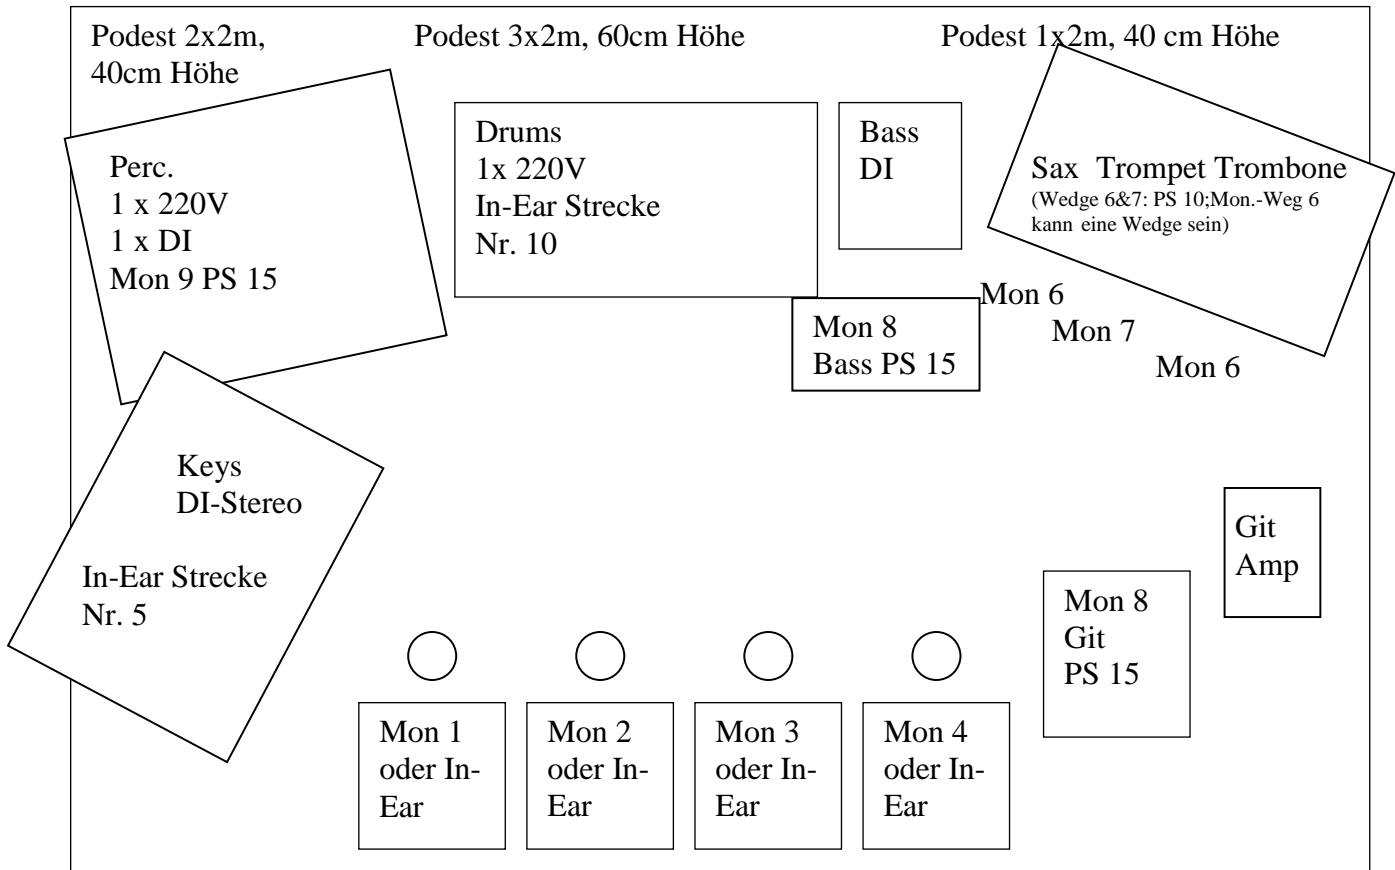 Podest 2x2m,
40cm Höhe
Podest 3x2m, 60cm Höhe
Podest 1x2m, 40 cm Höhe
Perc.
1 x 220V
1 x DI
Mon 9 PS 15
Drums
1x 220V
In-Ear Strecke
Nr. 10
Bass
DI
Sax  Trompet Trombone
(Wedge 6&7: PS 10;Mon.-Weg 6
kann eine Wedge sein)
Mon 6
Mon 7
Mon 6
Mon 8
Bass PS 15
Keys
DI-Stereo
In-Ear Strecke
Nr. 5
Git
Amp
Mon 8
Git
PS 15
Mon 1
oder In-
Ear
Mon 2
oder In-
Ear
Mon 3
oder In-
Ear
Mon 4
oder In-
Ear